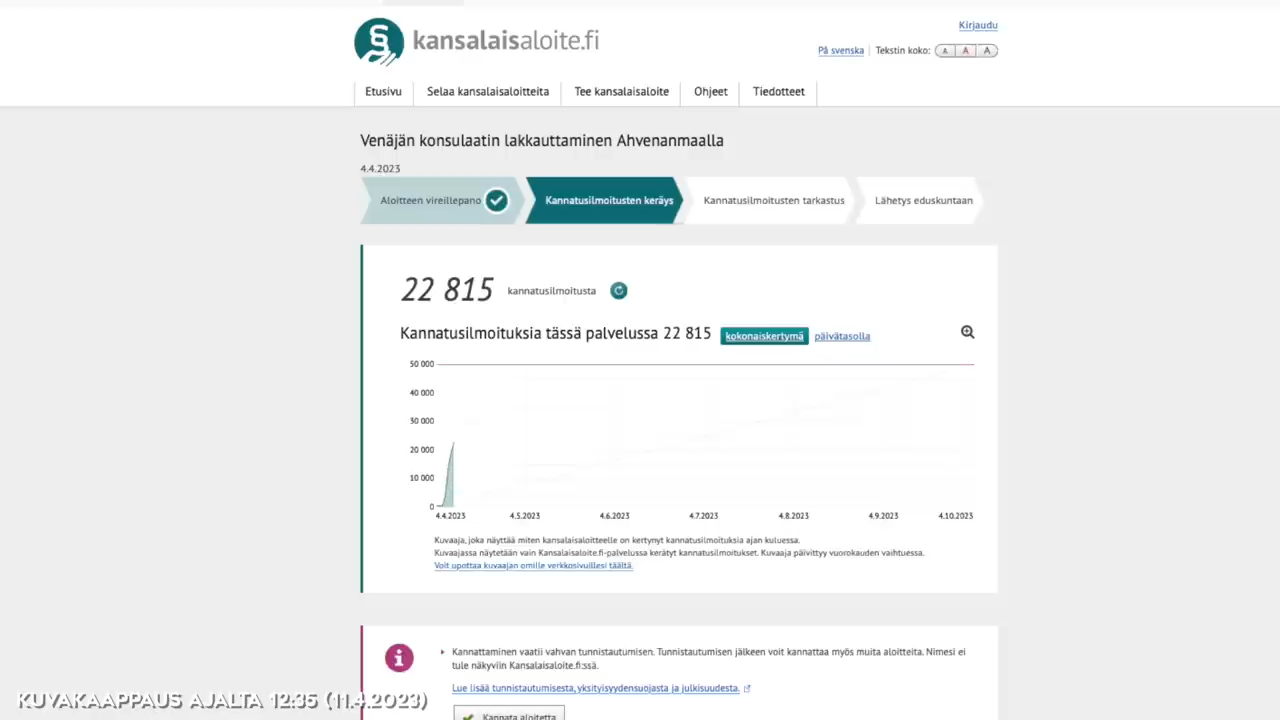 Kirjaudu
kansalaisaloite.fi
På svenska Tekstin koko: A A A
Etusivu Selaa kansalaisaloitteita Tee kansalaisaloite Ohjeet Tiedotteet
Venäjän konsulaatin lakkauttaminen Ahvenanmaalla
4.4.2023
Aloitteen vireillepano Kannatusilmoitusten keräys Kannatusilmoitusten tarkastus Lähetys eduskuntaan
22 815 kannatusilmoitusta
Kannatusilmoituksia tässä palvelussa 22 815 kokonaiskertymä päivätasolla
50 000
40 000
30 000
20 000
10 000
0
4.4.2023 4.5.2023 4.6.2023 4.7.2023 4.8.2023 4.9.2023 4.10.2023
Kuvaaja, joka näyttää miten kansalaisaloitteelle on kertynyt kannatusilmoituksia ajan kuluessa.
Kuvaajassa näytetään vain Kansalaisaloite.fi-palvelussa kerätyt kannatusilmoitukset. Kuvaaja päivittyy vuorokauden vaihtuessa.
Voit upottaa kuvaajan omille verkkosivuillesi täältä.
Kannattaminen vaatii vahvan tunnistautumisen. Tunnistautumisen jälkeen voit kannattaa myös muita aloitteita. Nimesi ei
tule näkyviin Kansalaisaloite.fi:ssä.
Lue lisää tunnistautumisesta, yksityisyydensuojasta ja julkisuudesta.
Kannata aloitetta
KUVAKAAPPAUS AJALTA 12:35 (11.4.2023)